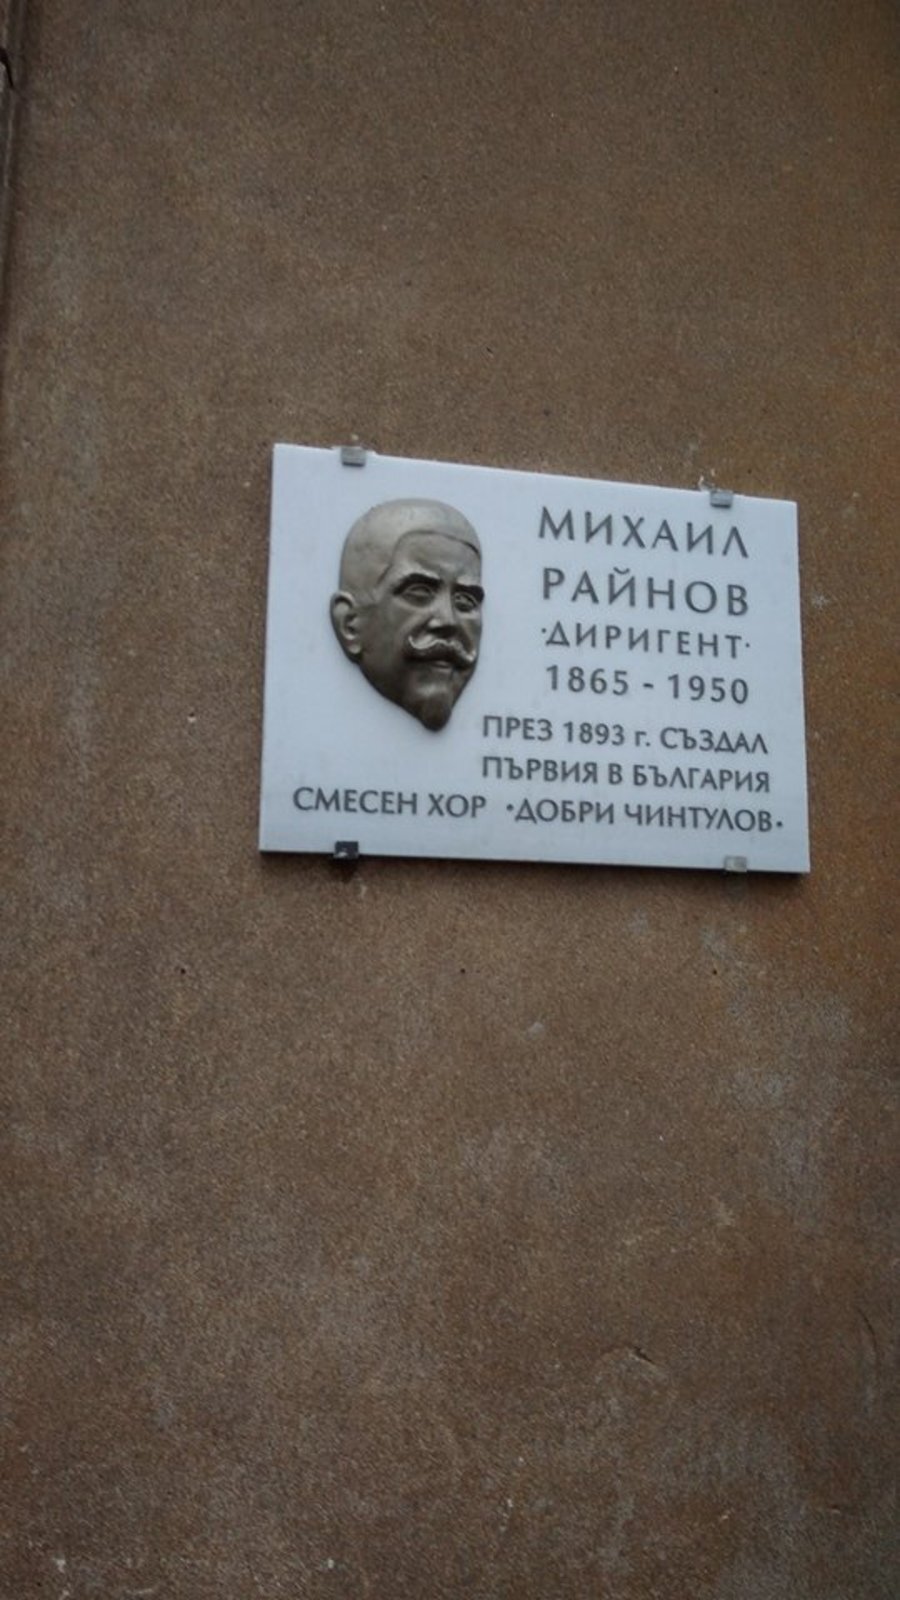 МИХАИЛ
РАЙНОВ
·ДИРИГЕНТ·
1865 - 1950
ПРЕЗ 1893 г. СЪЗДАЛ
ПЪРВИЯ В БЪЛГАРИЯ
СМЕСЕН ХОР ·ДОБРИ ЧИНТУЛОВ·